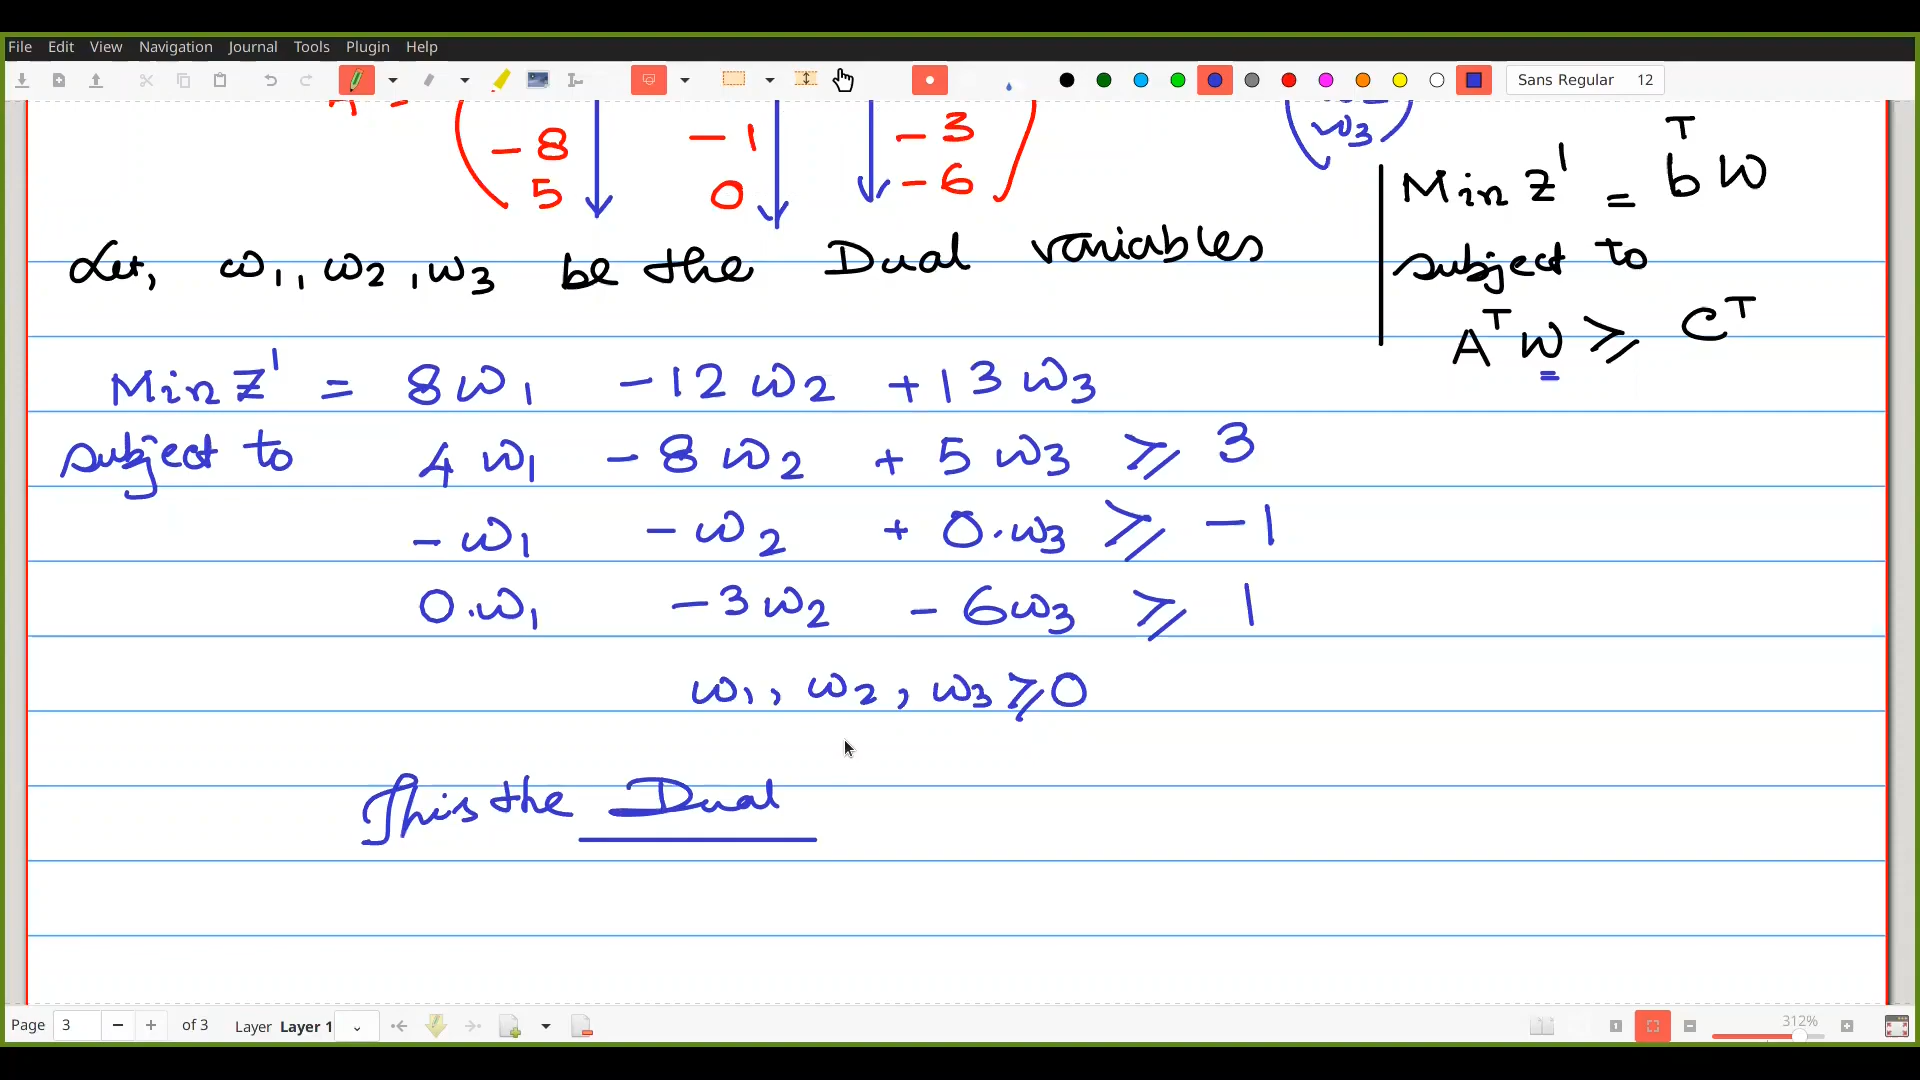 File Edit View Navigation Journal Tools Plugin Help
Sans Regular 12
A =
-8 -1 -3
5 0 -6
w3
Let, w1, w2, w3 be the Dual variables
Min Z' = b^T W
subject to
A^T W ≥ C^T
Min Z' = 8w1 -12w2 +13w3
subject to 4w1 -8w2 +5w3 ≥ 3
-w1 -w2 +0.w3 ≥ -1
0.w1 -3w2 -6w3 ≥ 1
w1, w2, w3 ≥ 0
This the Dual
Page 3 of 3 Layer Layer 1 312%